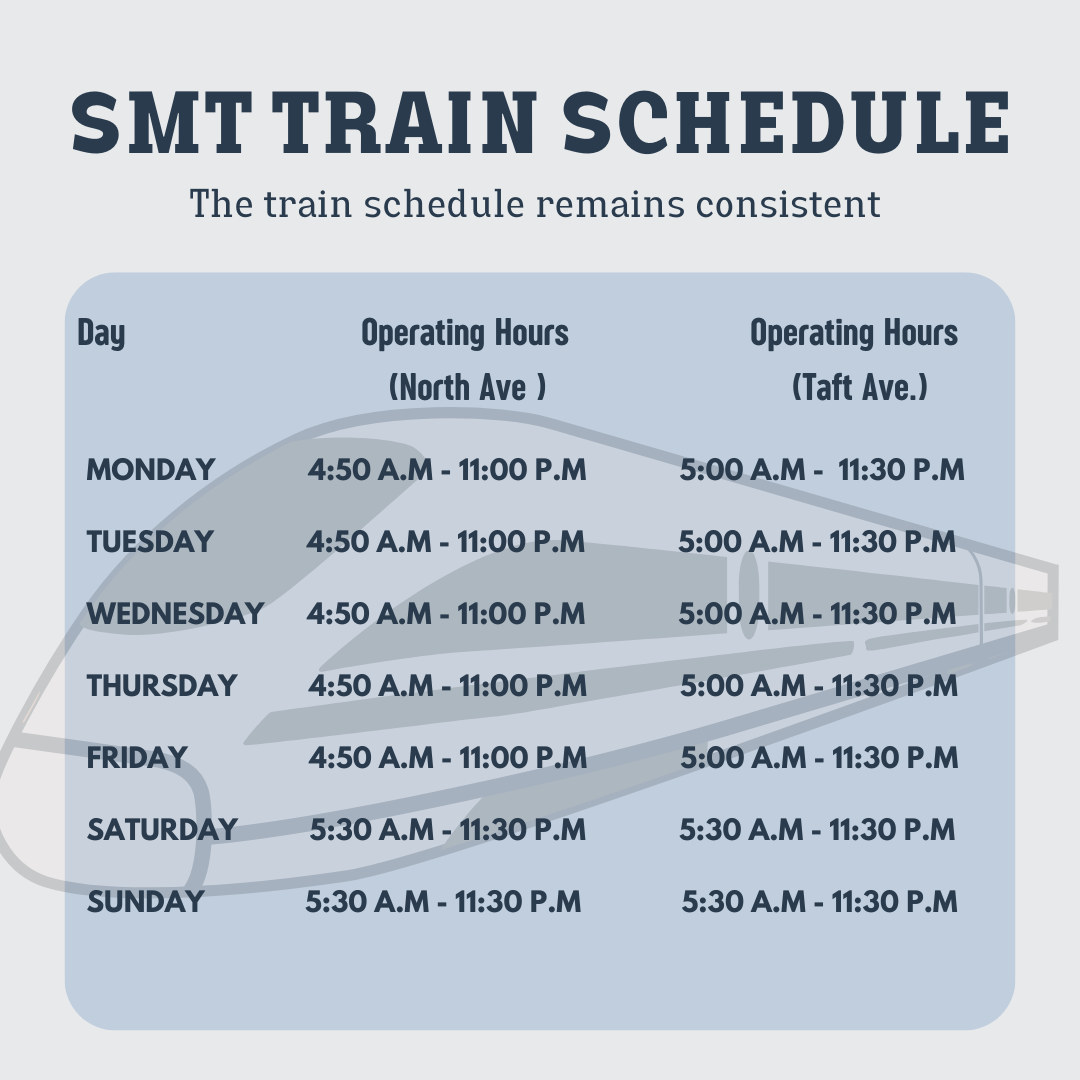 SMT TRAIN SCHEDULE
The train schedule remains consistent
Day Operating Hours Operating Hours
(North Ave ) (Taft Ave.)
MONDAY 4:50 A.M - 11:00 P.M 5:00 A.M - 11:30 P.M
TUESDAY 4:50 A.M - 11:00 P.M 5:00 A.M - 11:30 P.M
WEDNESDAY 4:50 A.M - 11:00 P.M 5:00 A.M - 11:30 P.M
THURSDAY 4:50 A.M - 11:00 P.M 5:00 A.M - 11:30 P.M
FRIDAY 4:50 A.M - 11:00 P.M 5:00 A.M - 11:30 P.M
SATURDAY 5:30 A.M - 11:30 P.M 5:30 A.M - 11:30 P.M
SUNDAY 5:30 A.M - 11:30 P.M 5:30 A.M - 11:30 P.M